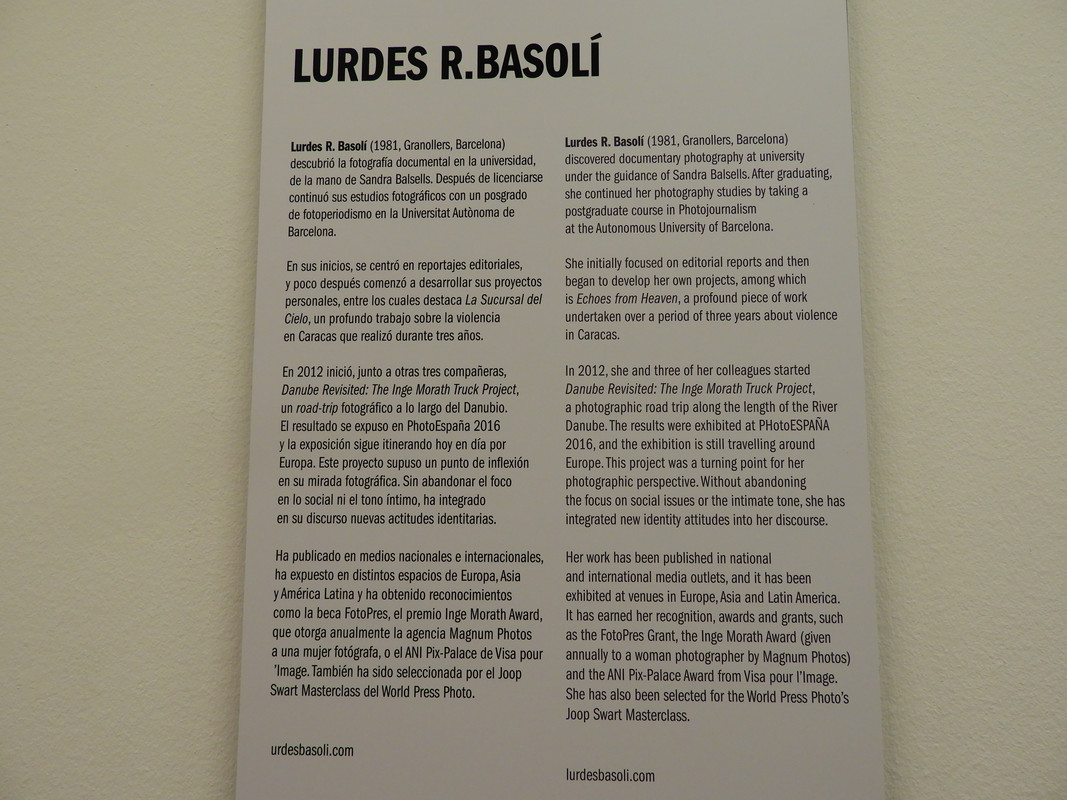 LURDES R.BASOLÍ
Lurdes R. Basolí (1981, Granollers, Barcelona)
descubrió la fotografía documental en la universidad,
de la mano de Sandra Balsells. Después de licenciarse
continuó sus estudios fotográficos con un posgrado
de fotoperiodismo en la Universitat Autònoma de
Barcelona.
En sus inicios, se centró en reportajes editoriales,
y poco después comenzó a desarrollar sus proyectos
personales, entre los cuales destaca La Sucursal del
Cielo, un profundo trabajo sobre la violencia
en Caracas que realizó durante tres años.
En 2012 inició, junto a otras tres compañeras,
Danube Revisited: The Inge Morath Truck Project,
un road-trip fotográfico a lo largo del Danubio.
El resultado se expuso en PhotoEspaña 2016
y la exposición sigue itinerando hoy en día por
Europa. Este proyecto supuso un punto de inflexión
en su mirada fotográfica. Sin abandonar el foco
en lo social ni el tono íntimo, ha integrado
en su discurso nuevas actitudes identitarias.
Ha publicado en medios nacionales e internacionales,
ha expuesto en distintos espacios de Europa, Asia
y América Latina y ha obtenido reconocimientos
como la beca FotoPres, el premio Inge Morath Award,
que otorga anualmente la agencia Magnum Photos
a una mujer fotógrafa, o el ANI Pix-Palace de Visa pour
'Image. También ha sido seleccionada por el Joop
Swart Masterclass del World Press Photo.
urdesbasoli.com
Lurdes R. Basolí (1981, Granollers, Barcelona)
discovered documentary photography at university
under the guidance of Sandra Balsells. After graduating,
she continued her photography studies by taking a
postgraduate course in Photojournalism
at the Autonomous University of Barcelona.
She initially focused on editorial reports and then
began to develop her own projects, among which
is Echoes from Heaven, a profound piece of work
undertaken over a period of three years about violence
in Caracas.
In 2012, she and three of her colleagues started
Danube Revisited: The Inge Morath Truck Project,
a photographic road trip along the length of the River
Danube. The results were exhibited at PHotoESPAÑA
2016, and the exhibition is still travelling around
Europe. This project was a turning point for her
photographic perspective. Without abandoning
the focus on social issues or the intimate tone, she has
integrated new identity attitudes into her discourse.
Her work has been published in national
and international media outlets, and it has been
exhibited at venues in Europe, Asia and Latin America.
It has earned her recognition, awards and grants, such
as the FotoPres Grant, the Inge Morath Award (given
annually to a woman photographer by Magnum Photos)
and the ANI Pix-Palace Award from Visa pour l'Image.
She has also been selected for the World Press Photo's
Joop Swart Masterclass.
lurdesbasoli.com